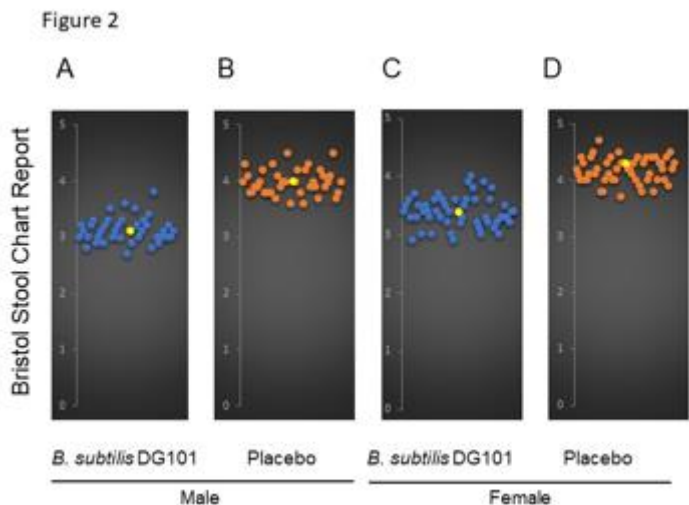 Figure 2
A B C D
Bristol Stool Chart Report
5 5 5 5
4 4 4 4
3 3 3 3
2 2 2 2
1 1 1 1
0 0 0 0
B. subtilis DG101 Placebo B. subtilis DG101 Placebo
Male Female